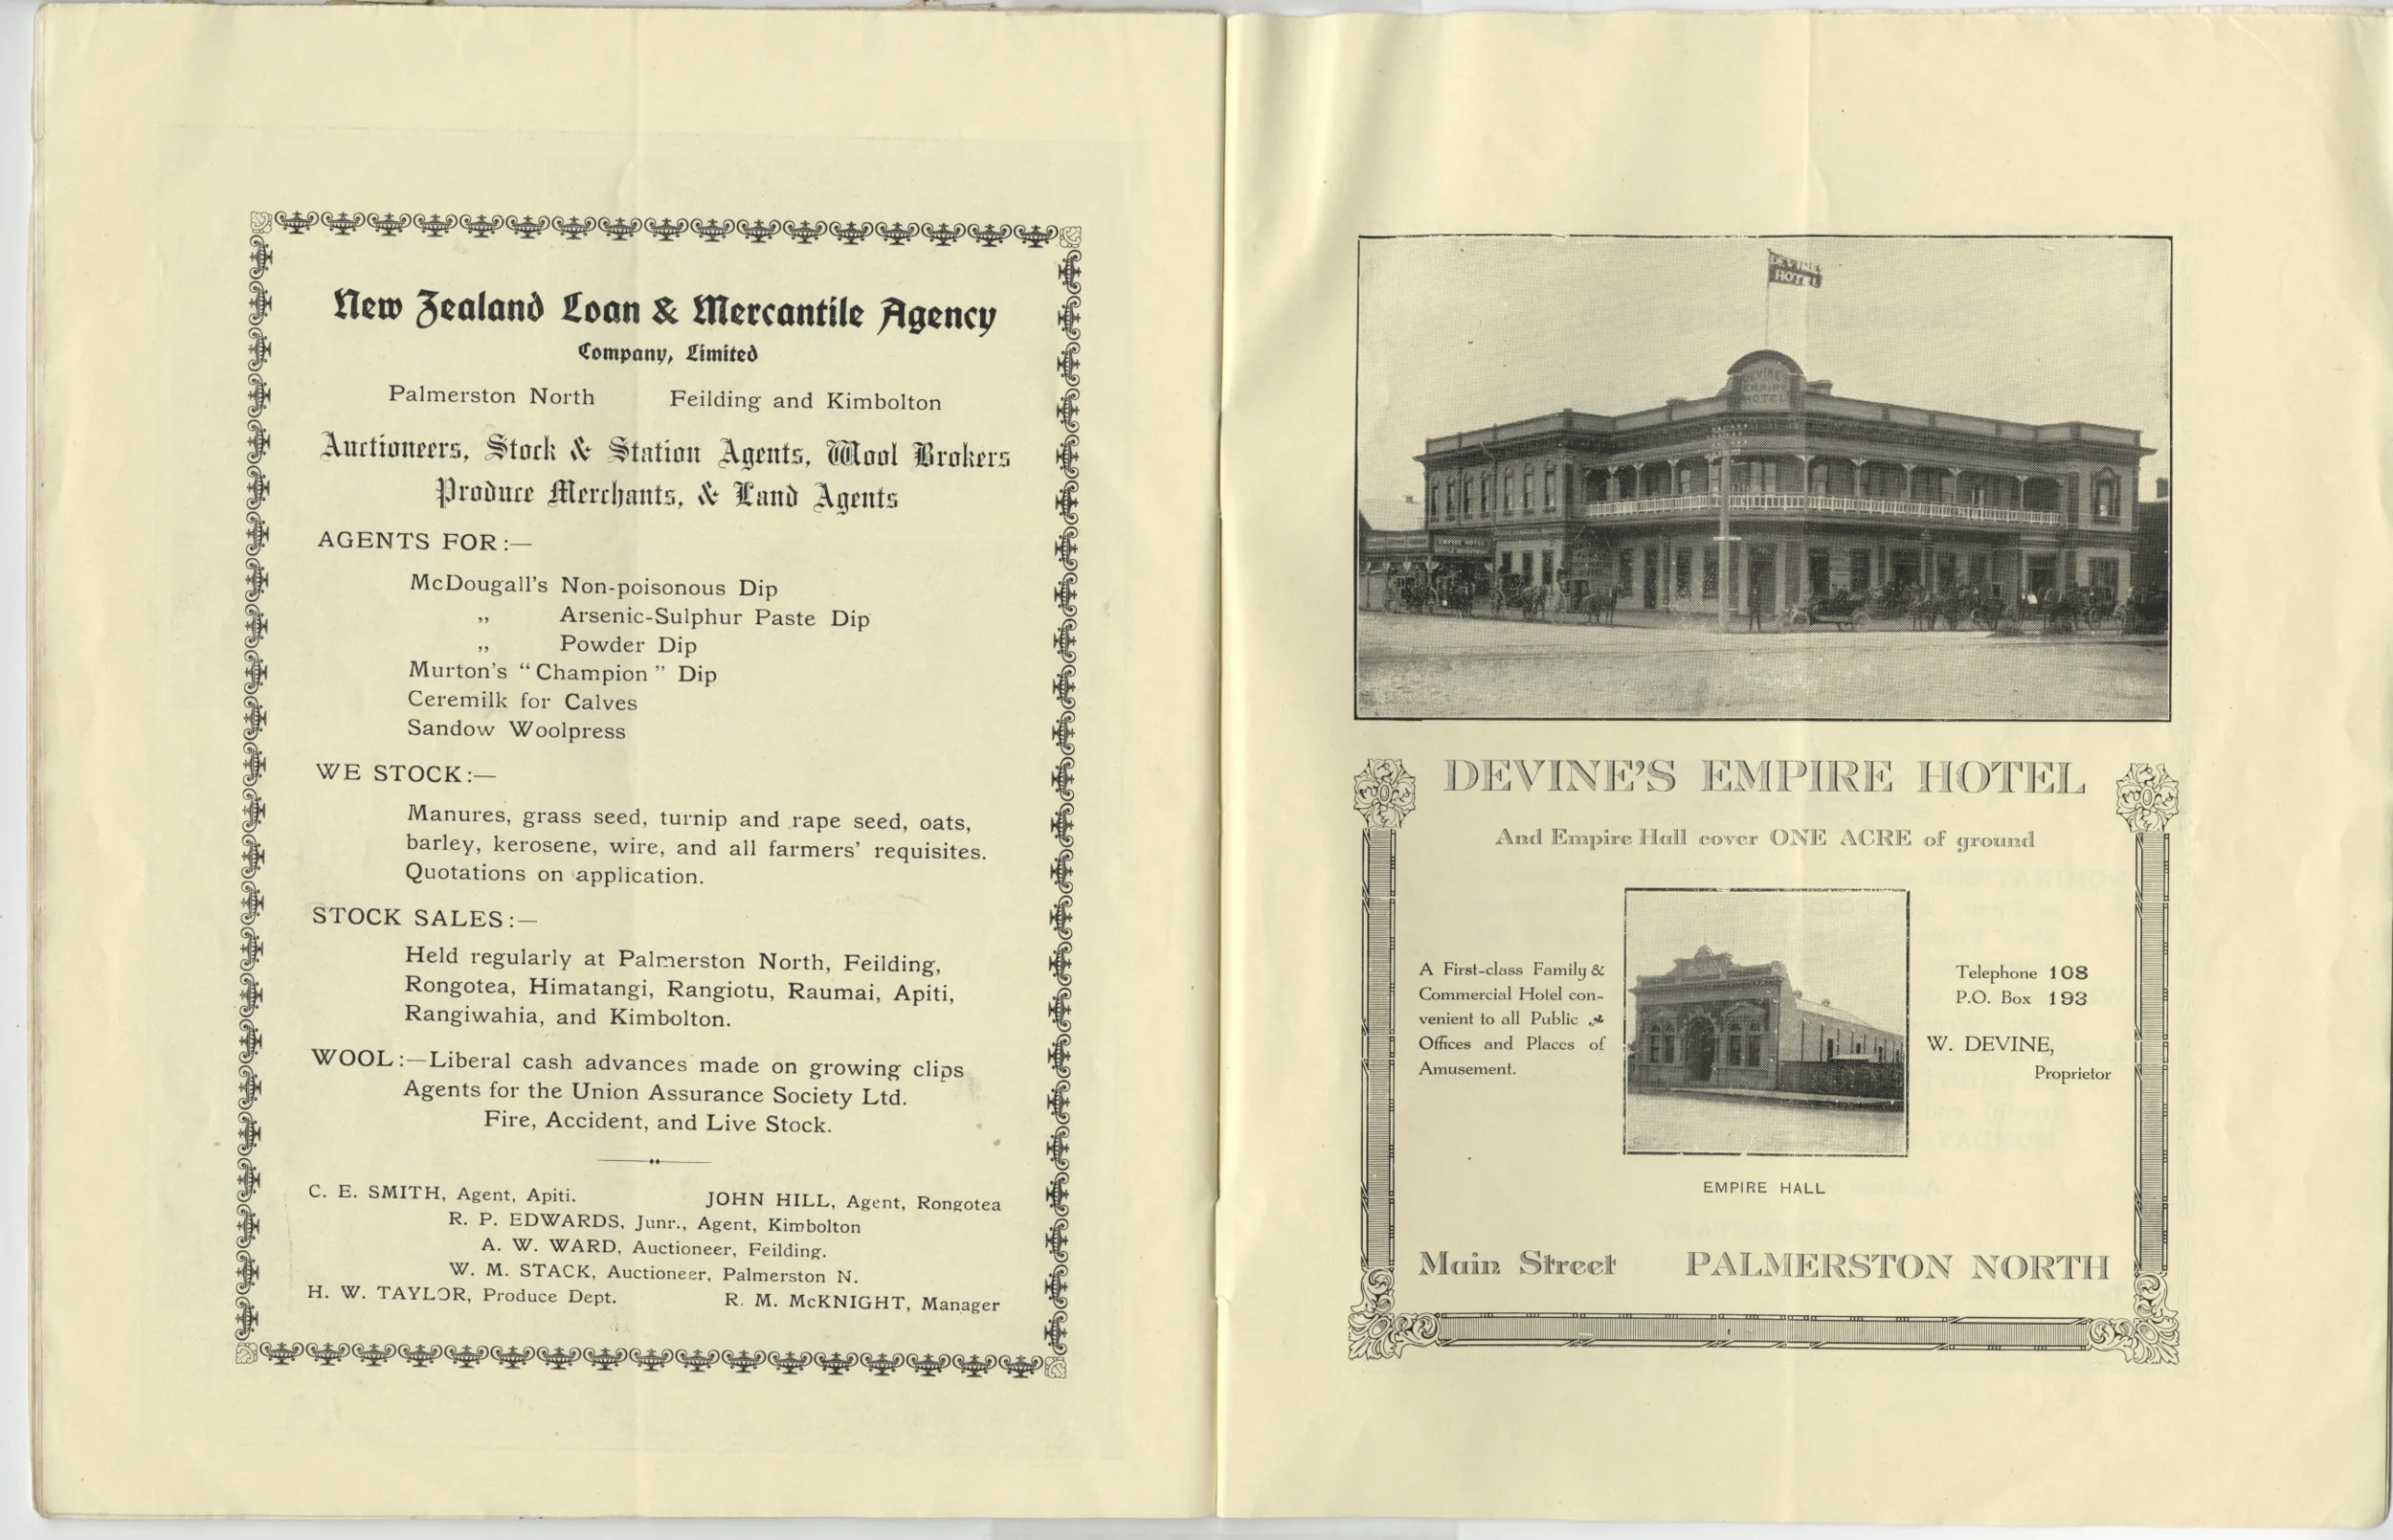 New Zealand Loan & Mercantile Agency
Company, Limited
Palmerston North Feilding and Kimbolton
Auctioneers, Stock & Station Agents, Wool Brokers
Produce Merchants, & Land Agents
AGENTS FOR:—
McDougall's Non-poisonous Dip
„ Arsenic-Sulphur Paste Dip
„ Powder Dip
Murton's "Champion" Dip
Ceremilk for Calves
Sandow Woolpress
WE STOCK:—
Manures, grass seed, turnip and rape seed, oats,
barley, kerosene, wire, and all farmers' requisites.
Quotations on application.
STOCK SALES:—
Held regularly at Palmerston North, Feilding,
Rongotea, Himatangi, Rangiotu, Raumai, Apiti,
Rangiwahia, and Kimbolton.
WOOL:—Liberal cash advances made on growing clips
Agents for the Union Assurance Society Ltd.
Fire, Accident, and Live Stock.
C. E. SMITH, Agent, Apiti. JOHN HILL, Agent, Rongotea
R. P. EDWARDS, Junr., Agent, Kimbolton
A. W. WARD, Auctioneer, Feilding.
W. M. STACK, Auctioneer, Palmerston N.
H. W. TAYLOR, Produce Dept. R. M. McKNIGHT, Manager
DEVINE'S
HOTEL
DEVINE'S
EMPIRE
HOTEL
EMPIRE HOTEL
DEVINE'S EMPIRE HOTEL
And Empire Hall cover ONE ACRE of ground
A First-class Family &
Commercial Hotel con-
venient to all Public
Offices and Places of
Amusement.
Telephone 108
P.O. Box 193
W. DEVINE,
Proprietor
EMPIRE HALL
Main Street PALMERSTON NORTH